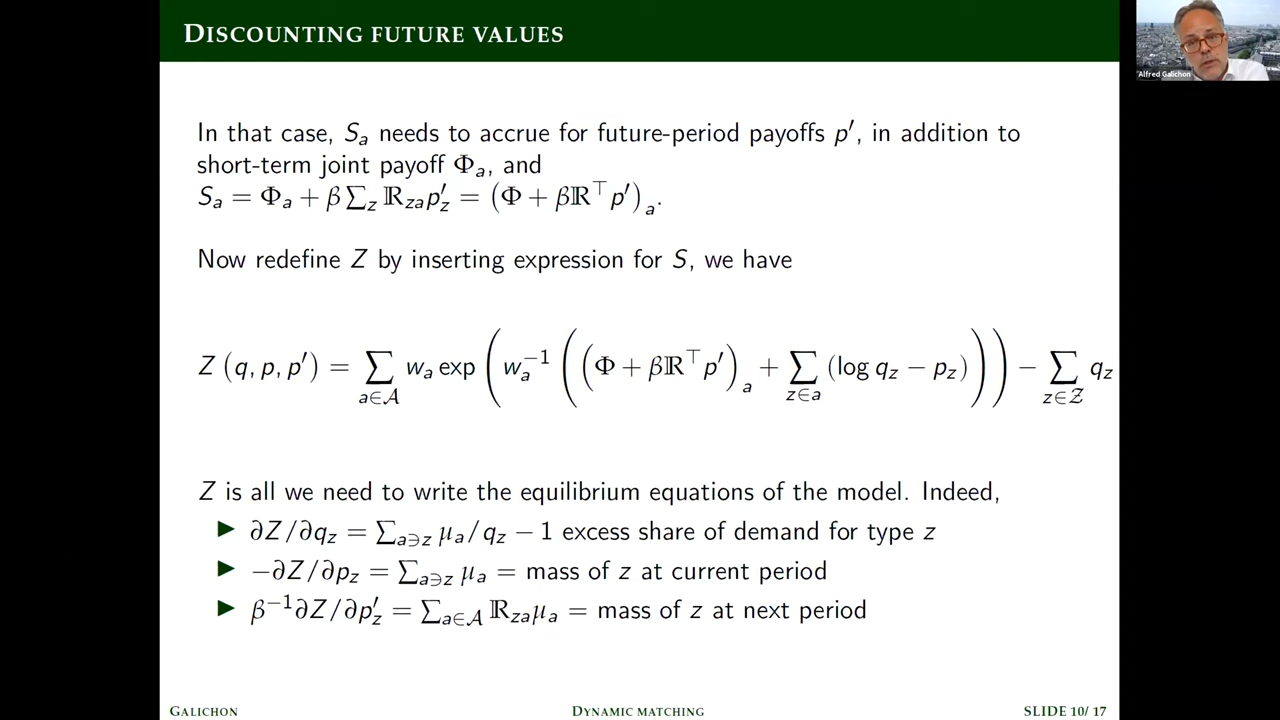 DISCOUNTING FUTURE VALUES
Alfred Galichon
In that case, Sₐ needs to accrue for future-period payoffs p′, in addition to
short-term joint payoff Φₐ, and
Sₐ = Φₐ + β ∑_z ℝ_{za} p′_z = (Φ + βℝ^⊤ p′)_a.
Now redefine Z by inserting expression for S, we have
Z (q, p, p′) = ∑_{a∈𝒜} w_a exp ( w_a^{−1} ( (Φ + βℝ^⊤ p′)_a + ∑_{z∈a} (log q_z − p_z) ) ) − ∑_{z∈𝒵} q_z
Z is all we need to write the equilibrium equations of the model. Indeed,
▶ ∂Z/∂q_z = ∑_{a∋z} μ_a/q_z − 1 excess share of demand for type z
▶ −∂Z/∂p_z = ∑_{a∋z} μ_a = mass of z at current period
▶ β^{−1}∂Z/∂p′_z = ∑_{a∈𝒜} ℝ_{za}μ_a = mass of z at next period
GALICHON
DYNAMIC MATCHING
SLIDE 10/ 17